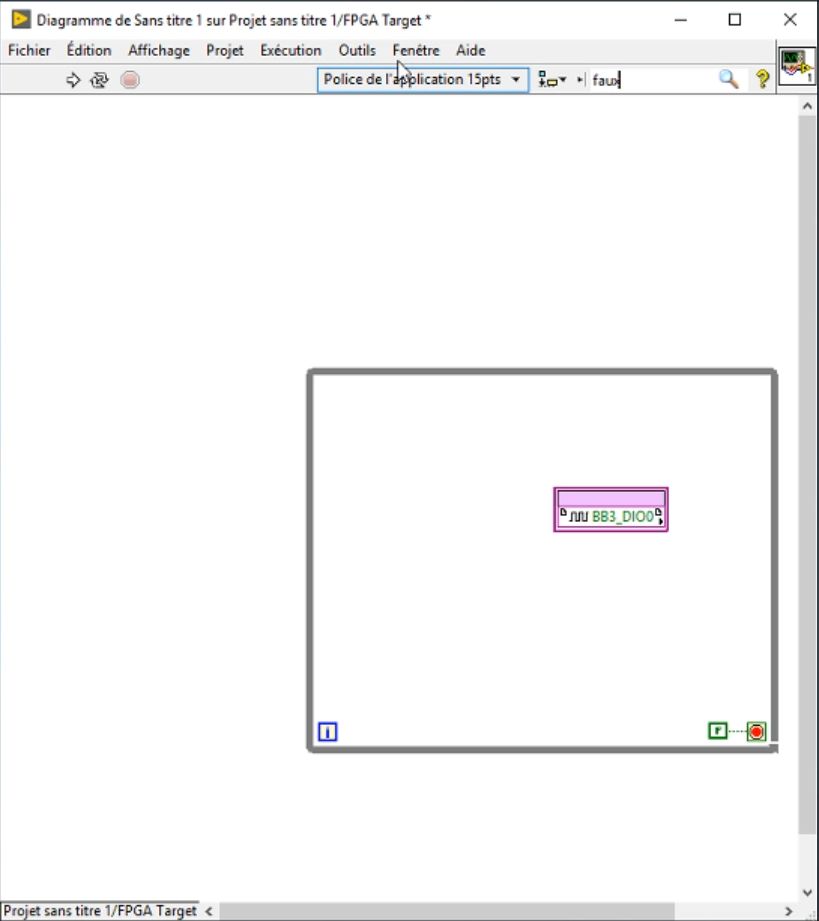 Diagramme de Sans titre 1 sur Projet sans titre 1/FPGA Target *
Fichier Édition Affichage Projet Exécution Outils Fenêtre Aide
Police de l'application 15pts faux
1
BB3_DIO0
i
F
Projet sans titre 1/FPGA Target